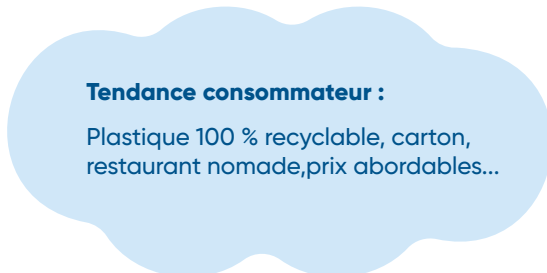 Tendance consommateur :
Plastique 100 % recyclable, carton,
restaurant nomade,prix abordables...